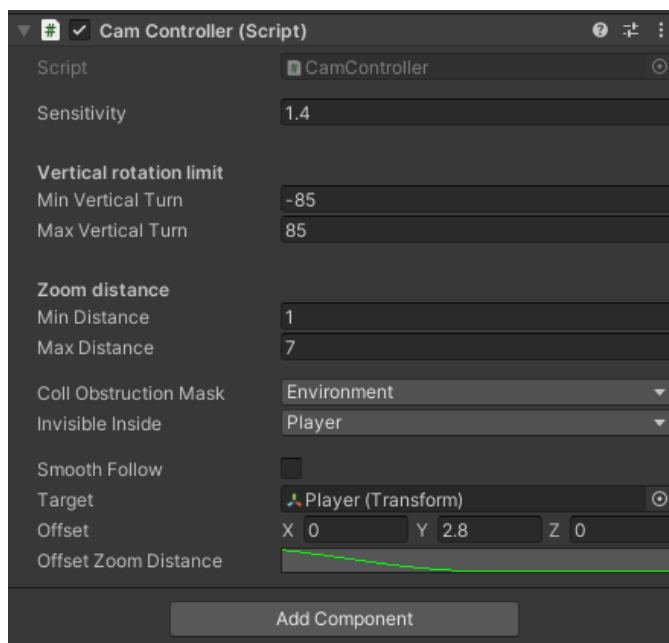 Cam Controller (Script)
Script CamController
Sensitivity 1.4
Vertical rotation limit
Min Vertical Turn -85
Max Vertical Turn 85
Zoom distance
Min Distance 1
Max Distance 7
Coll Obstruction Mask Environment
Invisible Inside Player
Smooth Follow
Target Player (Transform)
Offset X 0 Y 2.8 Z 0
Offset Zoom Distance
Add Component